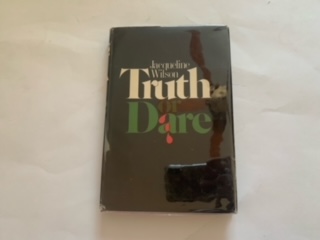 Jacqueline
Wilson
Truth
or
Dare